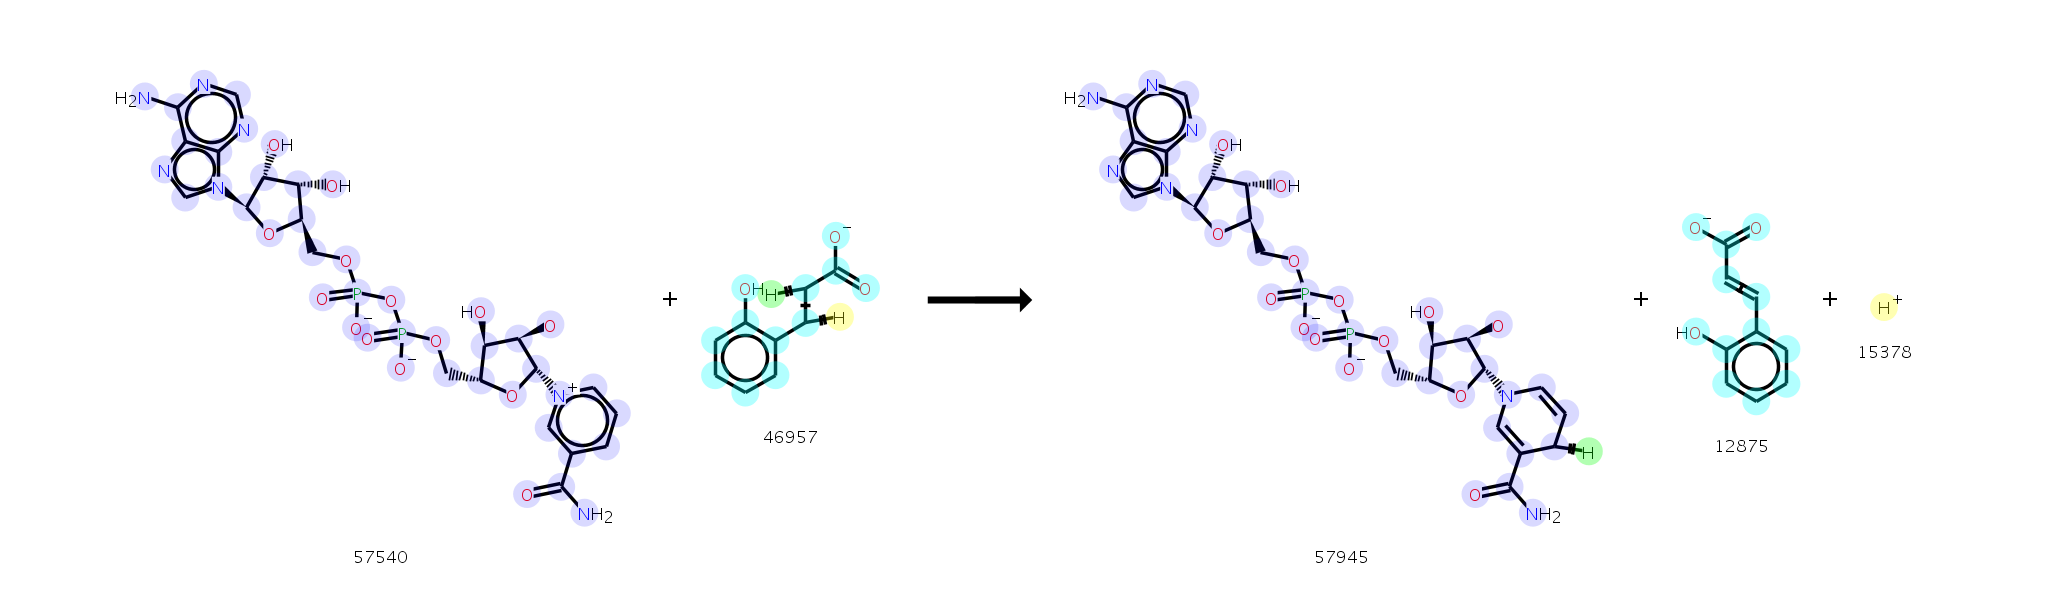 N
H2N
N
OH
N
OH
N
O
O
O P O
O−
HO
O
O P O
O−
O N+
O
NH2
57540
+
O−
OH H O
H
46957
N
H2N
N
OH
N
OH
N
O
O
O P O
O−
HO
O
O P O
O−
O N
H
O
NH2
57945
+
−
O O
HO
12875
+
H+
15378